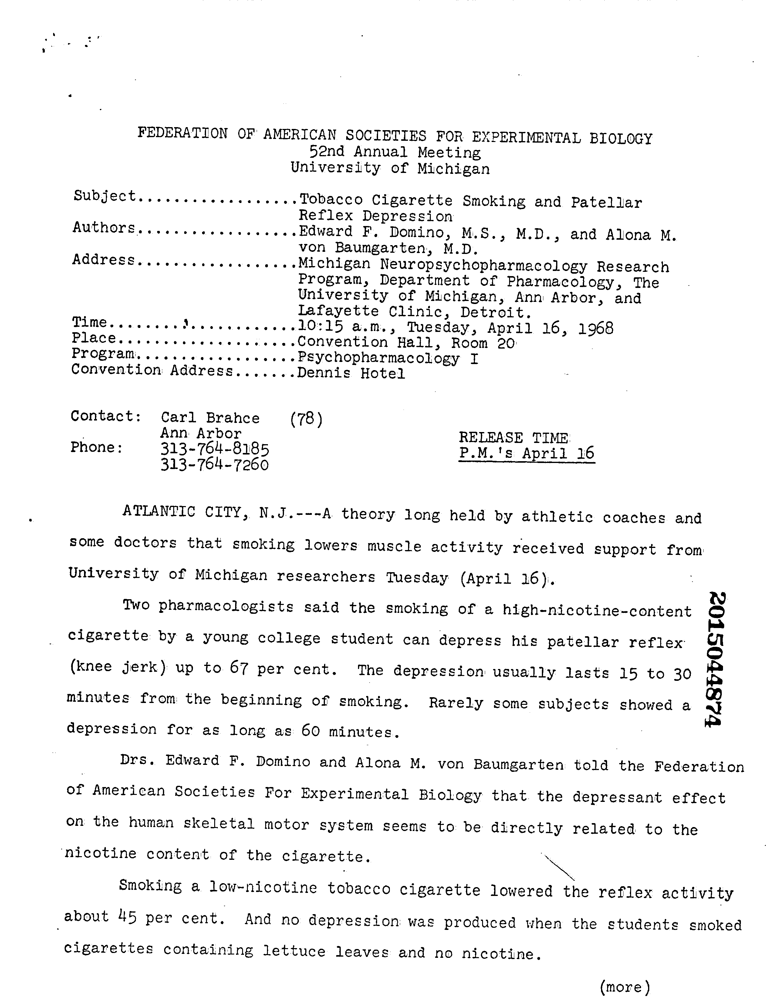 FEDERATION OF AMERICAN SOCIETIES FOR EXPERIMENTAL BIOLOGY
52nd Annual Meeting
University of Michigan
Subject..................Tobacco Cigarette Smoking and Patellar
Reflex Depression
Authors..................Edward F. Domino, M.S., M.D., and Alona M.
von Baumgarten, M.D.
Address..................Michigan Neuropsychopharmacology Research
Program, Department of Pharmacology, The
University of Michigan, Ann Arbor, and
Lafayette Clinic, Detroit.
Time.....................10:15 a.m., Tuesday, April 16, 1968
Place....................Convention Hall, Room 20
Program..................Psychopharmacology I
Convention Address.......Dennis Hotel
Contact: Carl Brahce (78)
Ann Arbor
Phone: 313-764-8185
313-764-7260
RELEASE TIME
P.M.'s April 16
ATLANTIC CITY, N.J.---A theory long held by athletic coaches and
some doctors that smoking lowers muscle activity received support from
University of Michigan researchers Tuesday (April 16).
Two pharmacologists said the smoking of a high-nicotine-content
cigarette by a young college student can depress his patellar reflex
(knee jerk) up to 67 per cent. The depression usually lasts 15 to 30
minutes from the beginning of smoking. Rarely some subjects showed a
depression for as long as 60 minutes.
Drs. Edward F. Domino and Alona M. von Baumgarten told the Federation
of American Societies For Experimental Biology that the depressant effect
on the human skeletal motor system seems to be directly related to the
nicotine content of the cigarette.
Smoking a low-nicotine tobacco cigarette lowered the reflex activity
about 45 per cent. And no depression was produced when the students smoked
cigarettes containing lettuce leaves and no nicotine.
(more)
2015044874